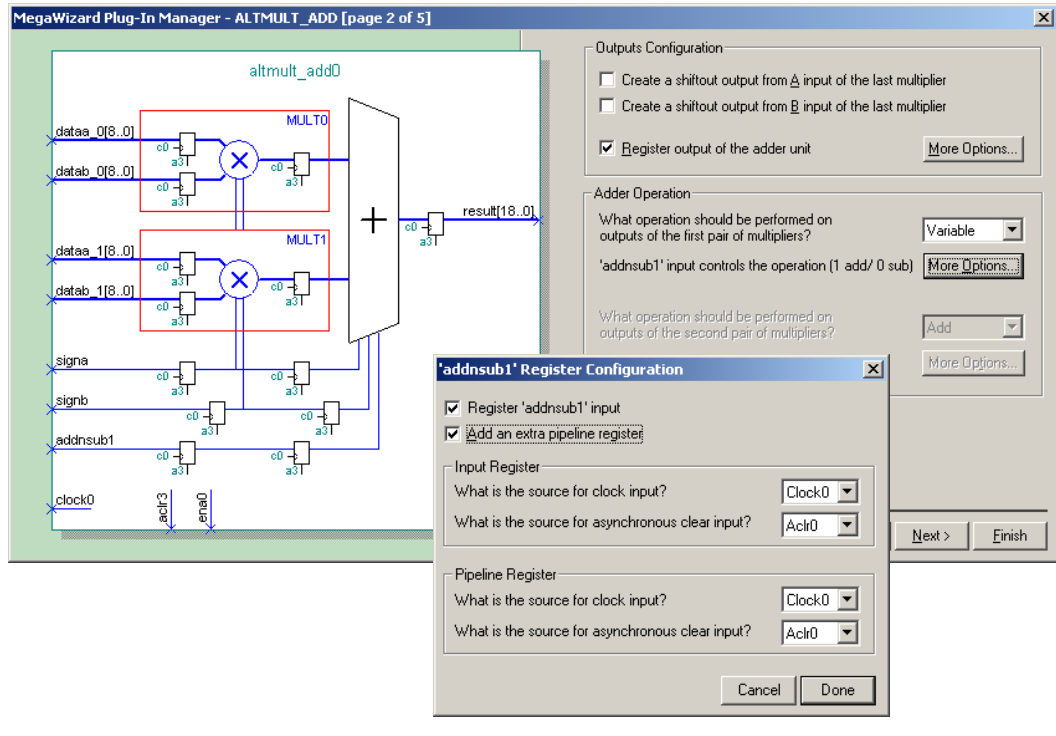 MegaWizard Plug-In Manager - ALTMULT_ADD [page 2 of 5]
altmult_add0
MULT0
dataa_0[8..0]
c0
a3
c0
a3
datab_0[8..0]
c0
a3
MULT1
dataa_1[8..0]
c0
a3
c0
a3
datab_1[8..0]
c0
a3
result[18..0]
c0
a3
signa
c0
a3
c0
a3
signb
c0
a3
c0
a3
addnsub1
c0
a3
c0
a3
clock0
aclr3
ena0
Outputs Configuration
Create a shiftout output from A input of the last multiplier
Create a shiftout output from B input of the last multiplier
Register output of the adder unit
More Options...
Adder Operation
What operation should be performed on
outputs of the first pair of multipliers?
Variable
'addnsub1' input controls the operation (1 add/ 0 sub)
More Options...
What operation should be performed on
outputs of the second pair of multipliers?
Add
More Options...
Next >
Finish
'addnsub1' Register Configuration
Register 'addnsub1' input
Add an extra pipeline register
Input Register
What is the source for clock input?
Clock0
What is the source for asynchronous clear input?
Aclr0
Pipeline Register
What is the source for clock input?
Clock0
What is the source for asynchronous clear input?
Aclr0
Cancel
Done